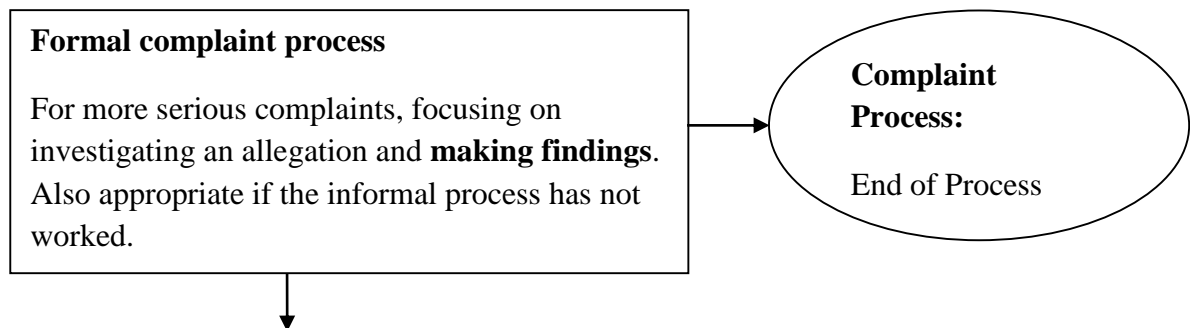 Formal complaint process
For more serious complaints, focusing on
investigating an allegation and making findings.
Also appropriate if the informal process has not
worked.
Complaint
Process:
End of Process